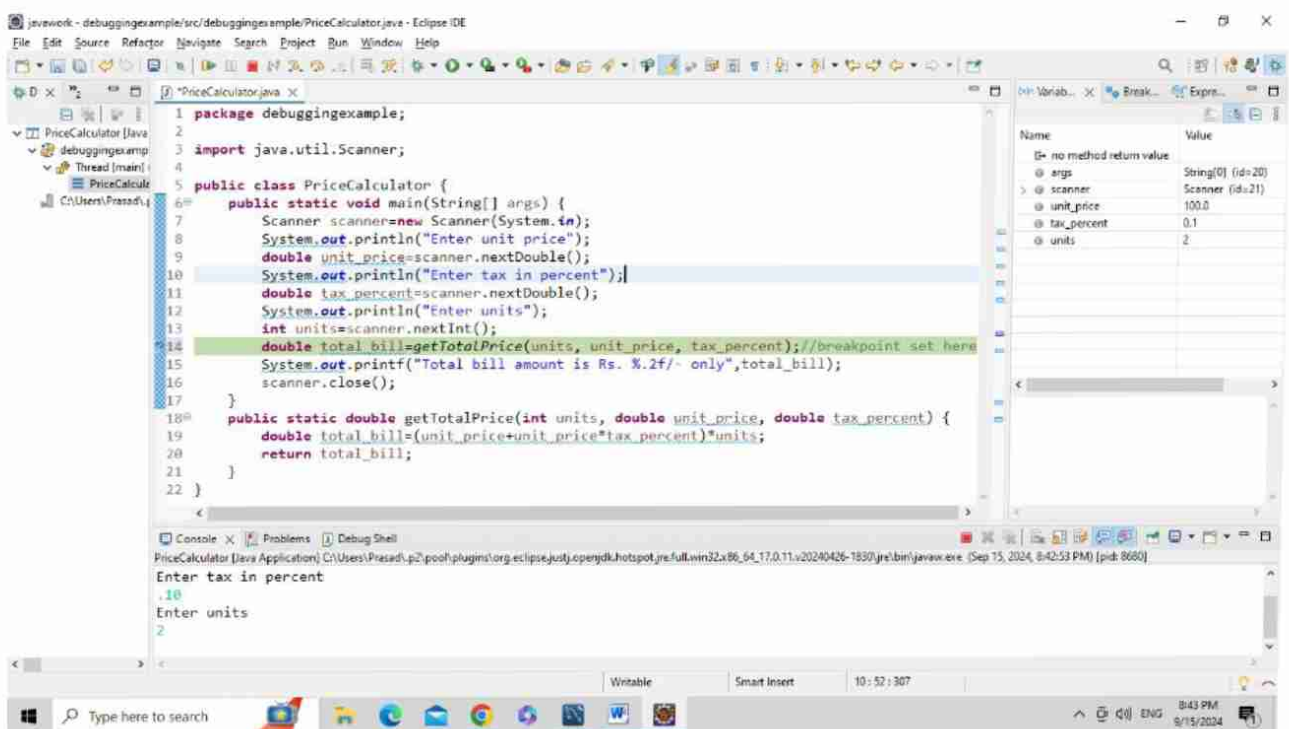 javawork - debuggingexample/src/debuggingexample/PriceCalculator.java - Eclipse IDE
File Edit Source Refactor Navigate Search Project Run Window Help
D
*PriceCalculator.java
Variab... Break... Expre...
PriceCalculator [Java
debuggingexamp
Thread [main]
PriceCalcula
C:\Users\Prasad\.p
1 package debuggingexample;
2
3 import java.util.Scanner;
4
5 public class PriceCalculator {
6 public static void main(String[] args) {
7 Scanner scanner=new Scanner(System.in);
8 System.out.println("Enter unit price");
9 double unit_price=scanner.nextDouble();
10 System.out.println("Enter tax in percent");
11 double tax_percent=scanner.nextDouble();
12 System.out.println("Enter units");
13 int units=scanner.nextInt();
14 double total_bill=getTotalPrice(units, unit_price, tax_percent);//breakpoint set here
15 System.out.printf("Total bill amount is Rs. %.2f/- only",total_bill);
16 scanner.close();
17 }
18 public static double getTotalPrice(int units, double unit_price, double tax_percent) {
19 double total_bill=(unit_price+unit_price*tax_percent)*units;
20 return total_bill;
21 }
22 }
Name Value
no method return value
args String[0] (id=20)
scanner Scanner (id=21)
unit_price 100.0
tax_percent 0.1
units 2
Console Problems Debug Shell
PriceCalculator [Java Application] C:\Users\Prasad\.p2\pool\plugins\org.eclipse.justj.openjdk.hotspot.jre.full.win32.x86_64_17.0.11.v20240426-1830\jre\bin\javaw.exe (Sep 15, 2024, 8:42:53 PM) [pid: 8680]
Enter tax in percent
.10
Enter units
2
Writable Smart Insert 10 : 52 : 307
Type here to search
ENG 8:43 PM
9/15/2024